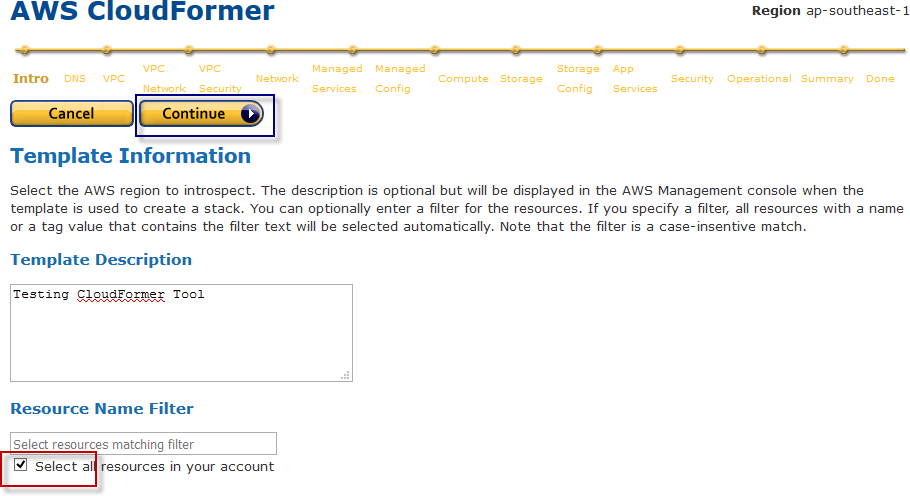 AWS CloudFormer
Region ap-southeast-1
Intro DNS VPC VPC Network VPC Security Network Managed Services Managed Config Compute Storage Storage Config App Services Security Operational Summary Done
Cancel Continue
Template Information
Select the AWS region to introspect. The description is optional but will be displayed in the AWS Management console when the
template is used to create a stack. You can optionally enter a filter for the resources. If you specify a filter, all resources with a name
or a tag value that contains the filter text will be selected automatically. Note that the filter is a case-insentive match.
Template Description
Testing CloudFormer Tool
Resource Name Filter
Select resources matching filter
Select all resources in your account